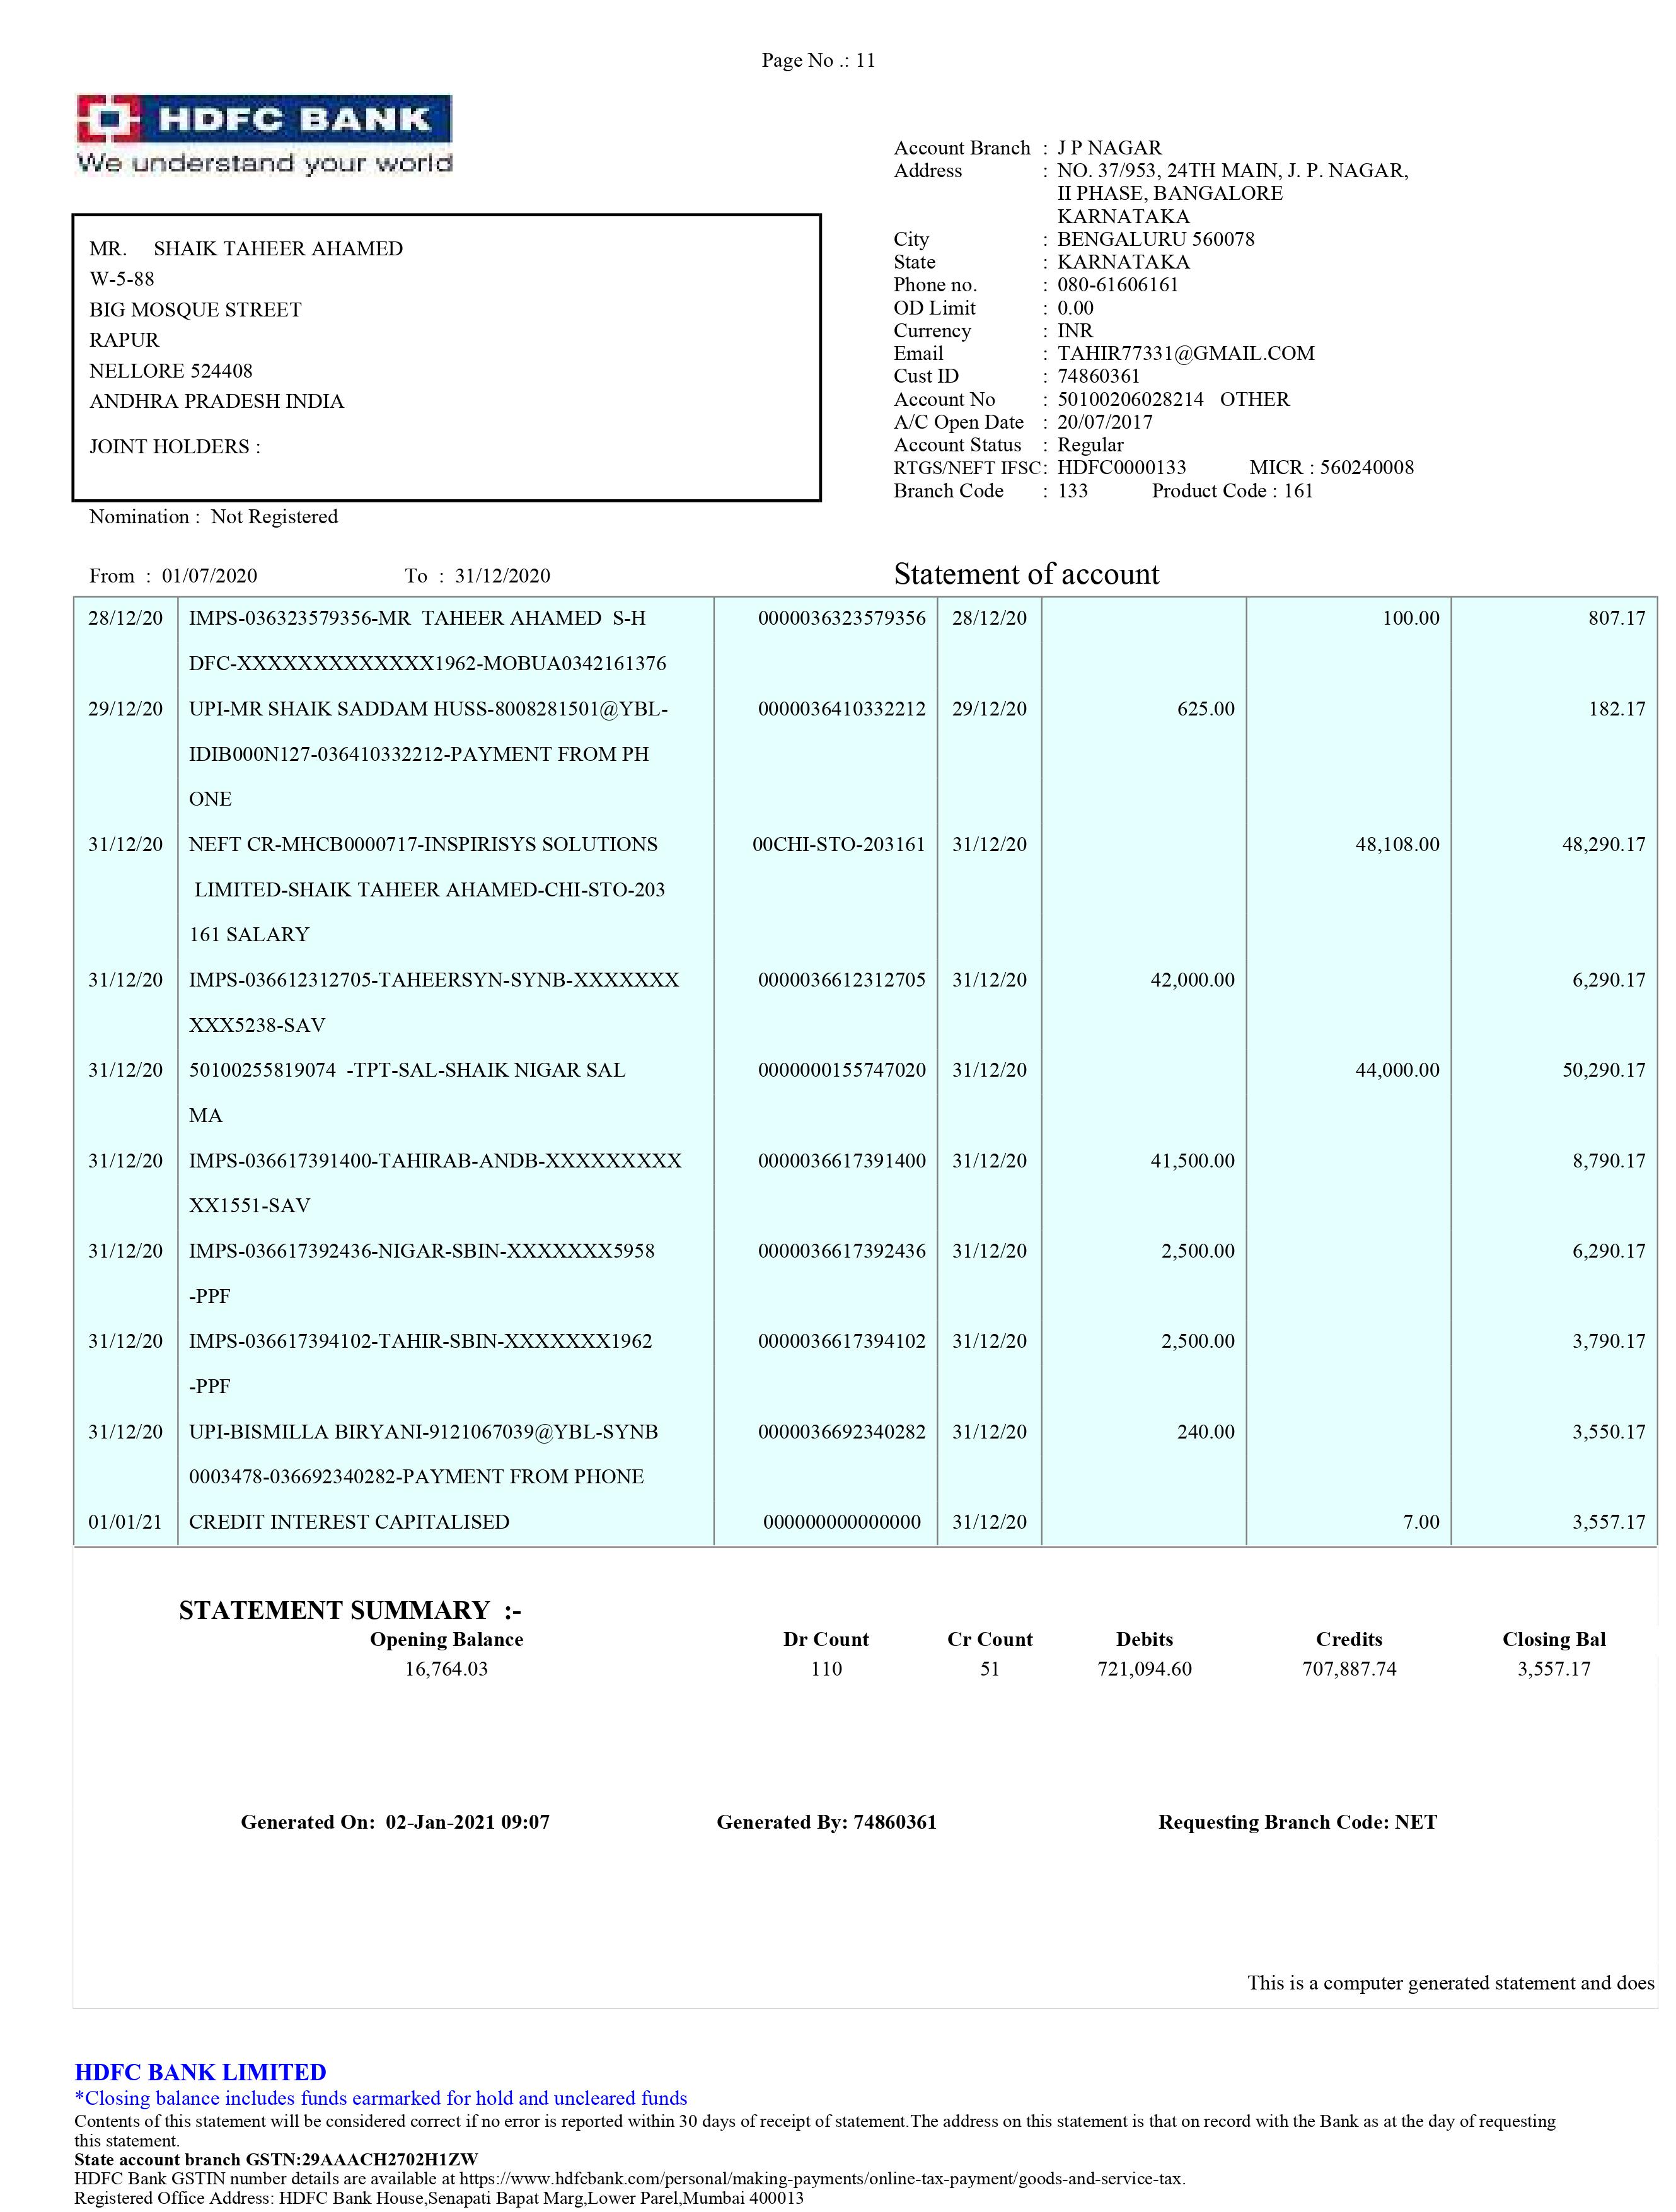 Page No .: 11
HDFC BANK
We understand your world
Account Branch : J P NAGAR
Address : NO. 37/953, 24TH MAIN, J. P. NAGAR,
II PHASE, BANGALORE
KARNATAKA
City : BENGALURU 560078
State : KARNATAKA
Phone no. : 080-61606161
OD Limit : 0.00
Currency : INR
Email : TAHIR77331@GMAIL.COM
Cust ID : 74860361
Account No : 50100206028214 OTHER
A/C Open Date : 20/07/2017
Account Status : Regular
RTGS/NEFT IFSC: HDFC0000133 MICR : 560240008
Branch Code : 133 Product Code : 161
MR. SHAIK TAHEER AHAMED
W-5-88
BIG MOSQUE STREET
RAPUR
NELLORE 524408
ANDHRA PRADESH INDIA
JOINT HOLDERS :
Nomination : Not Registered
From : 01/07/2020 To : 31/12/2020 Statement of account
28/12/20 IMPS-036323579356-MR TAHEER AHAMED S-H 0000036323579356 28/12/20 100.00 807.17
DFC-XXXXXXXXXXXXX1962-MOBUA0342161376
29/12/20 UPI-MR SHAIK SADDAM HUSS-8008281501@YBL- 0000036410332212 29/12/20 625.00 182.17
IDIB000N127-036410332212-PAYMENT FROM PH
ONE
31/12/20 NEFT CR-MHCB0000717-INSPIRISYS SOLUTIONS 00CHI-STO-203161 31/12/20 48,108.00 48,290.17
LIMITED-SHAIK TAHEER AHAMED-CHI-STO-203
161 SALARY
31/12/20 IMPS-036612312705-TAHEERSYN-SYNB-XXXXXXX 0000036612312705 31/12/20 42,000.00 6,290.17
XXX5238-SAV
31/12/20 50100255819074 -TPT-SAL-SHAIK NIGAR SAL 0000000155747020 31/12/20 44,000.00 50,290.17
MA
31/12/20 IMPS-036617391400-TAHIRAB-ANDB-XXXXXXXXX 0000036617391400 31/12/20 41,500.00 8,790.17
XX1551-SAV
31/12/20 IMPS-036617392436-NIGAR-SBIN-XXXXXXX5958 0000036617392436 31/12/20 2,500.00 6,290.17
-PPF
31/12/20 IMPS-036617394102-TAHIR-SBIN-XXXXXXX1962 0000036617394102 31/12/20 2,500.00 3,790.17
-PPF
31/12/20 UPI-BISMILLA BIRYANI-9121067039@YBL-SYNB 0000036692340282 31/12/20 240.00 3,550.17
0003478-036692340282-PAYMENT FROM PHONE
01/01/21 CREDIT INTEREST CAPITALISED 000000000000000 31/12/20 7.00 3,557.17
STATEMENT SUMMARY :-
Opening Balance Dr Count Cr Count Debits Credits Closing Bal
16,764.03 110 51 721,094.60 707,887.74 3,557.17
Generated On: 02-Jan-2021 09:07 Generated By: 74860361 Requesting Branch Code: NET
This is a computer generated statement and does
HDFC BANK LIMITED
*Closing balance includes funds earmarked for hold and uncleared funds
Contents of this statement will be considered correct if no error is reported within 30 days of receipt of statement.The address on this statement is that on record with the Bank as at the day of requesting
this statement.
State account branch GSTN:29AAACH2702H1ZW
HDFC Bank GSTIN number details are available at https://www.hdfcbank.com/personal/making-payments/online-tax-payment/goods-and-service-tax.
Registered Office Address: HDFC Bank House,Senapati Bapat Marg,Lower Parel,Mumbai 400013